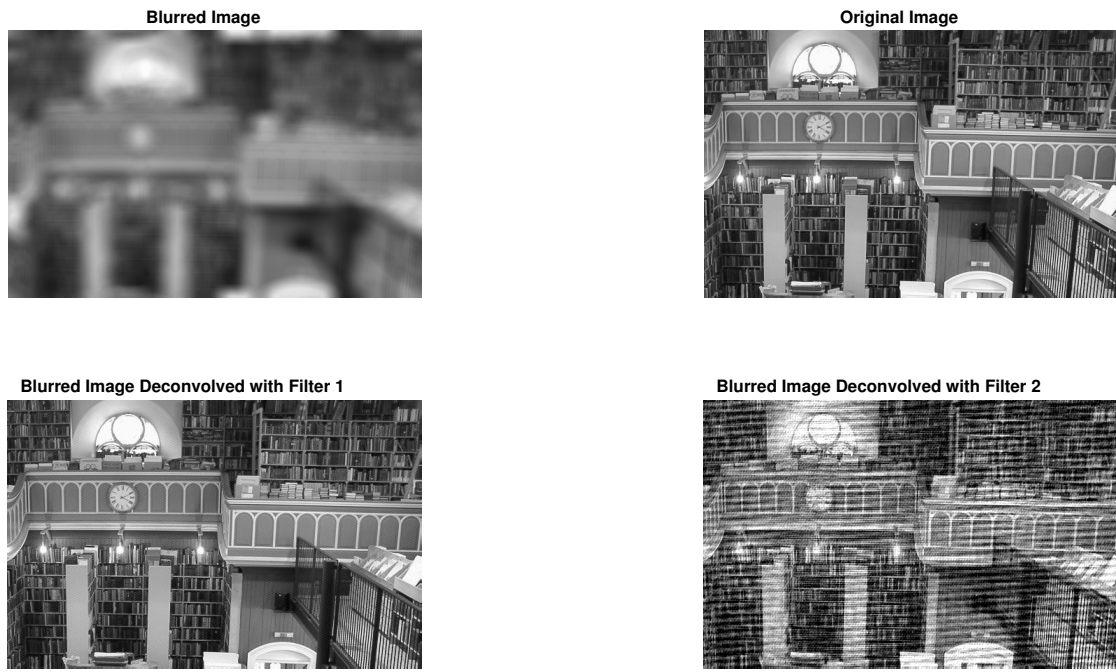 Blurred Image
Original Image
Blurred Image Deconvolved with Filter 1
Blurred Image Deconvolved with Filter 2